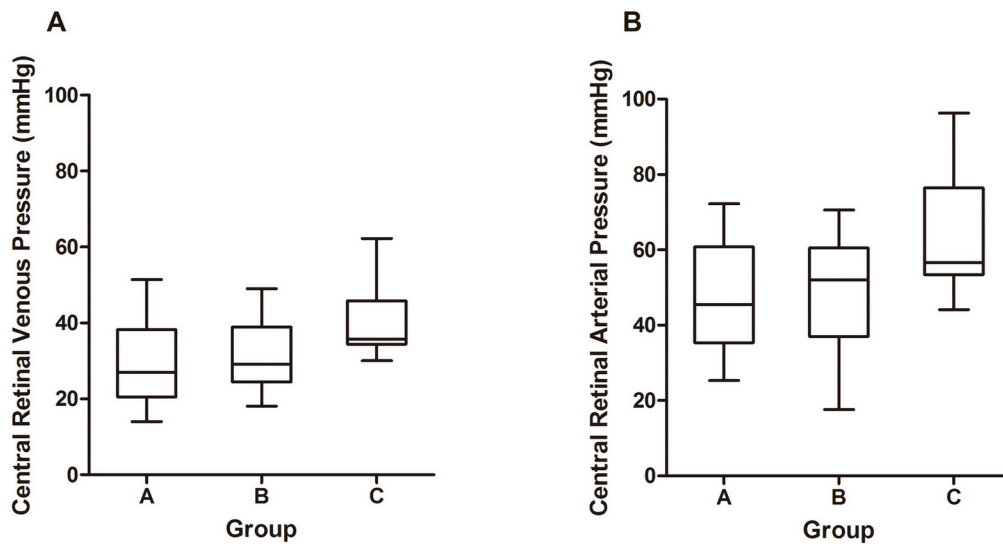 A
Central Retinal Venous Pressure (mmHg)
100
80
60
40
20
0
A B C
Group
B
Central Retinal Arterial Pressure (mmHg)
100
80
60
40
20
0
A B C
Group